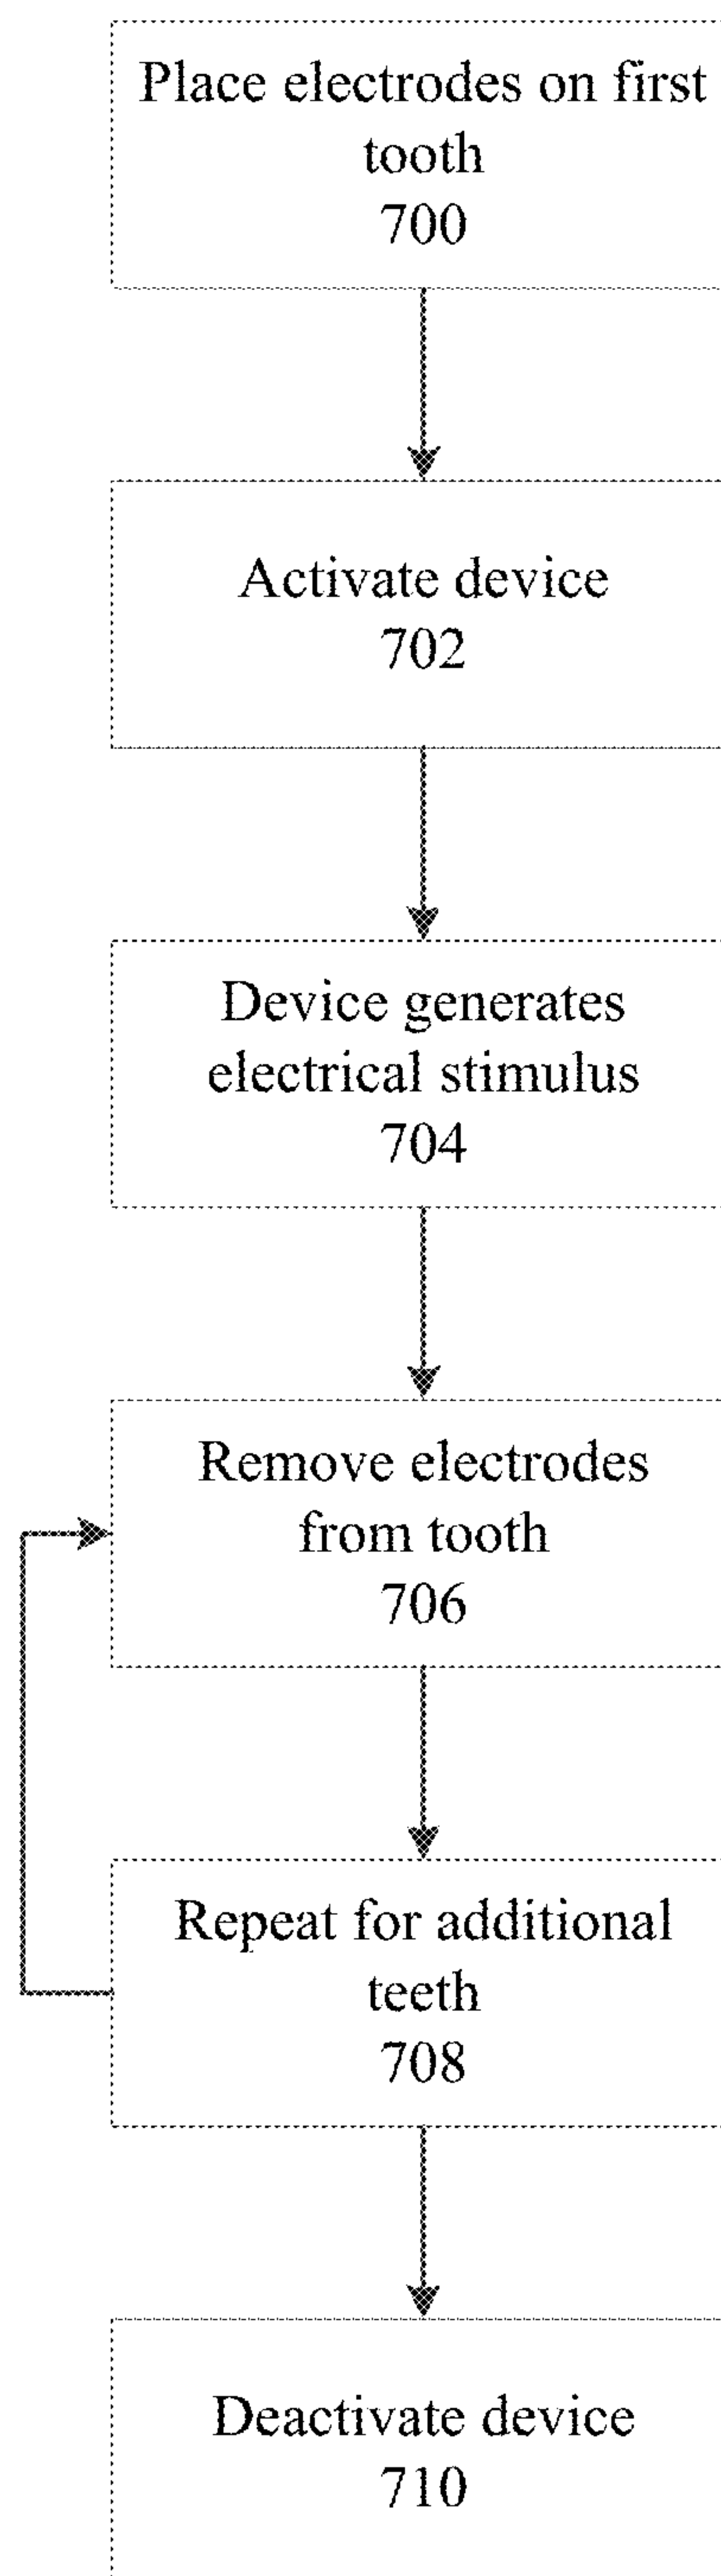 Place electrodes on first
tooth
700
Activate device
702
Device generates
electrical stimulus
704
Remove electrodes
from tooth
706
Repeat for additional
teeth
708
Deactivate device
710